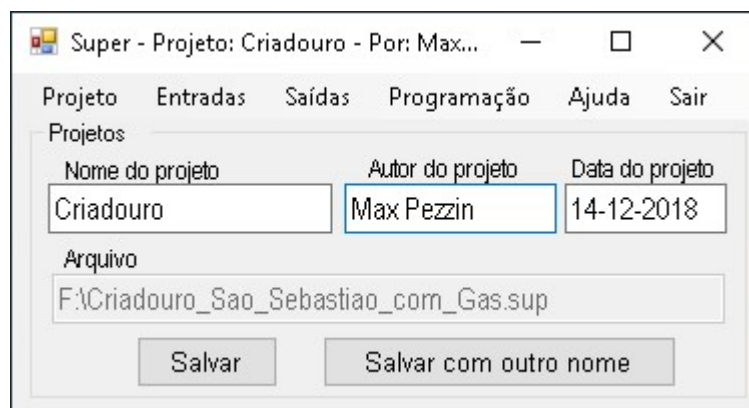 Super - Projeto: Criadouro - Por: Max...
Projeto Entradas Saídas Programação Ajuda Sair
Projetos
Nome do projeto Autor do projeto Data do projeto
Criadouro Max Pezzin 14-12-2018
Arquivo
F:\Criadouro_Sao_Sebastiao_com_Gas.sup
Salvar Salvar com outro nome